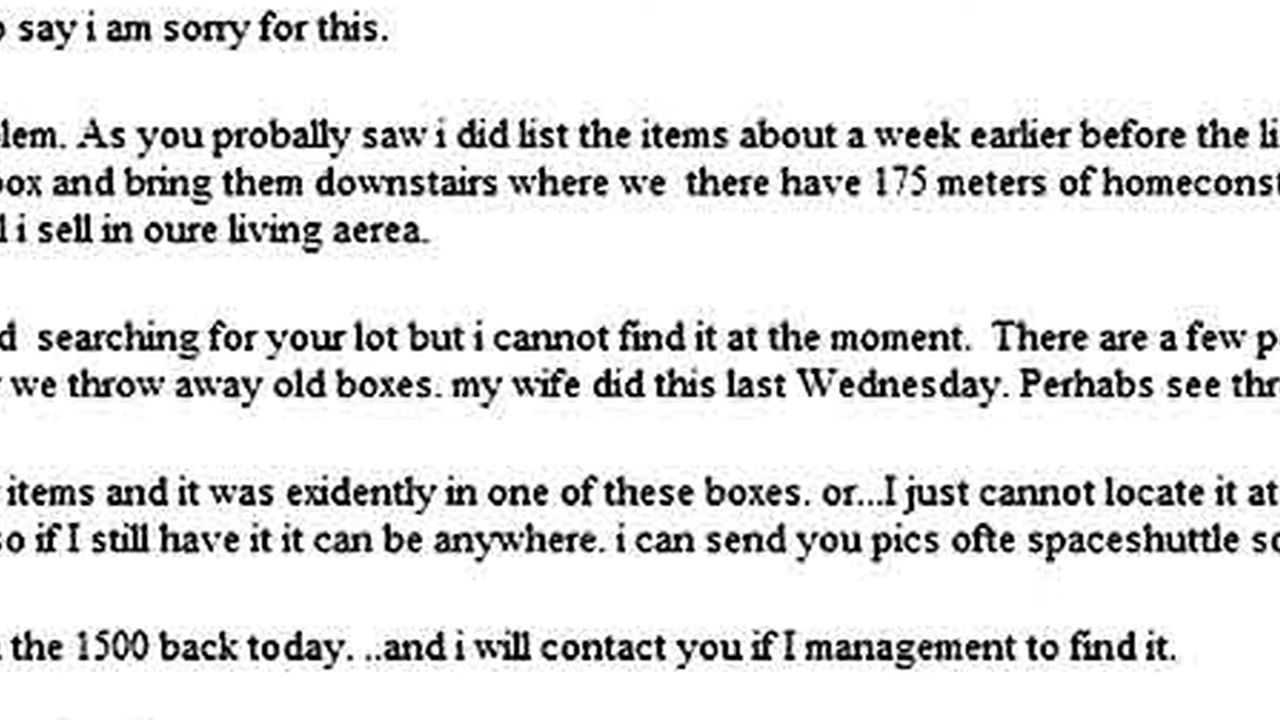 say i am sorry for this.
lem. As you probally saw i did list the items about a week earlier before the li
ox and bring them downstairs where we there have 175 meters of homeconst
i sell in oure living aerea.
d searching for your lot but i cannot find it at the moment. There are a few p
we throw away old boxes. my wife did this last Wednesday. Perhabs see thr
items and it was exidently in one of these boxes. or...I just cannot locate it at
so if I still have it it can be anywhere. i can send you pics ofte spaceshuttle so
the 1500 back today. ..and i will contact you if I management to find it.